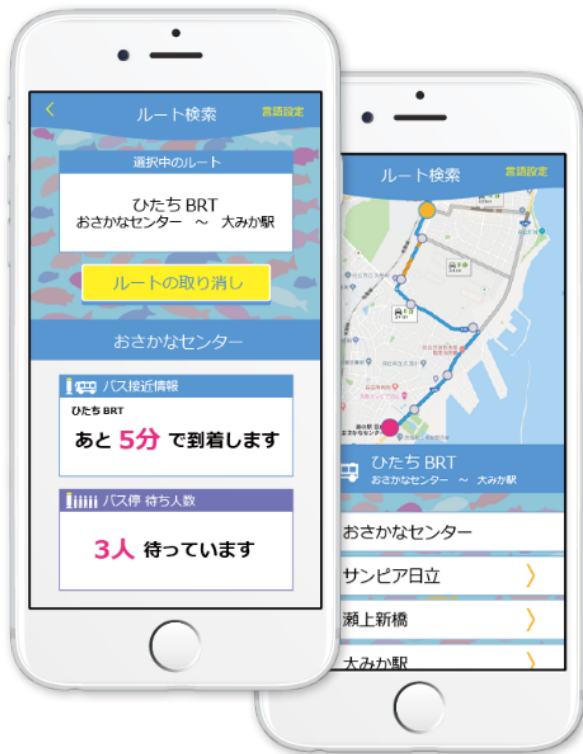 ルート検索
言語設定
選択中のルート
ひたち BRT
おさかなセンター ～ 大みか駅
ルートの取り消し
おさかなセンター
バス接近情報
ひたち BRT
あと 5分 で到着します
バス停 待ち人数
3人 待っています
ルート検索
言語設定
ひたち BRT
おさかなセンター ～ 大みか駅
おさかなセンター
サンピア日立
瀬上新橋
大みか駅